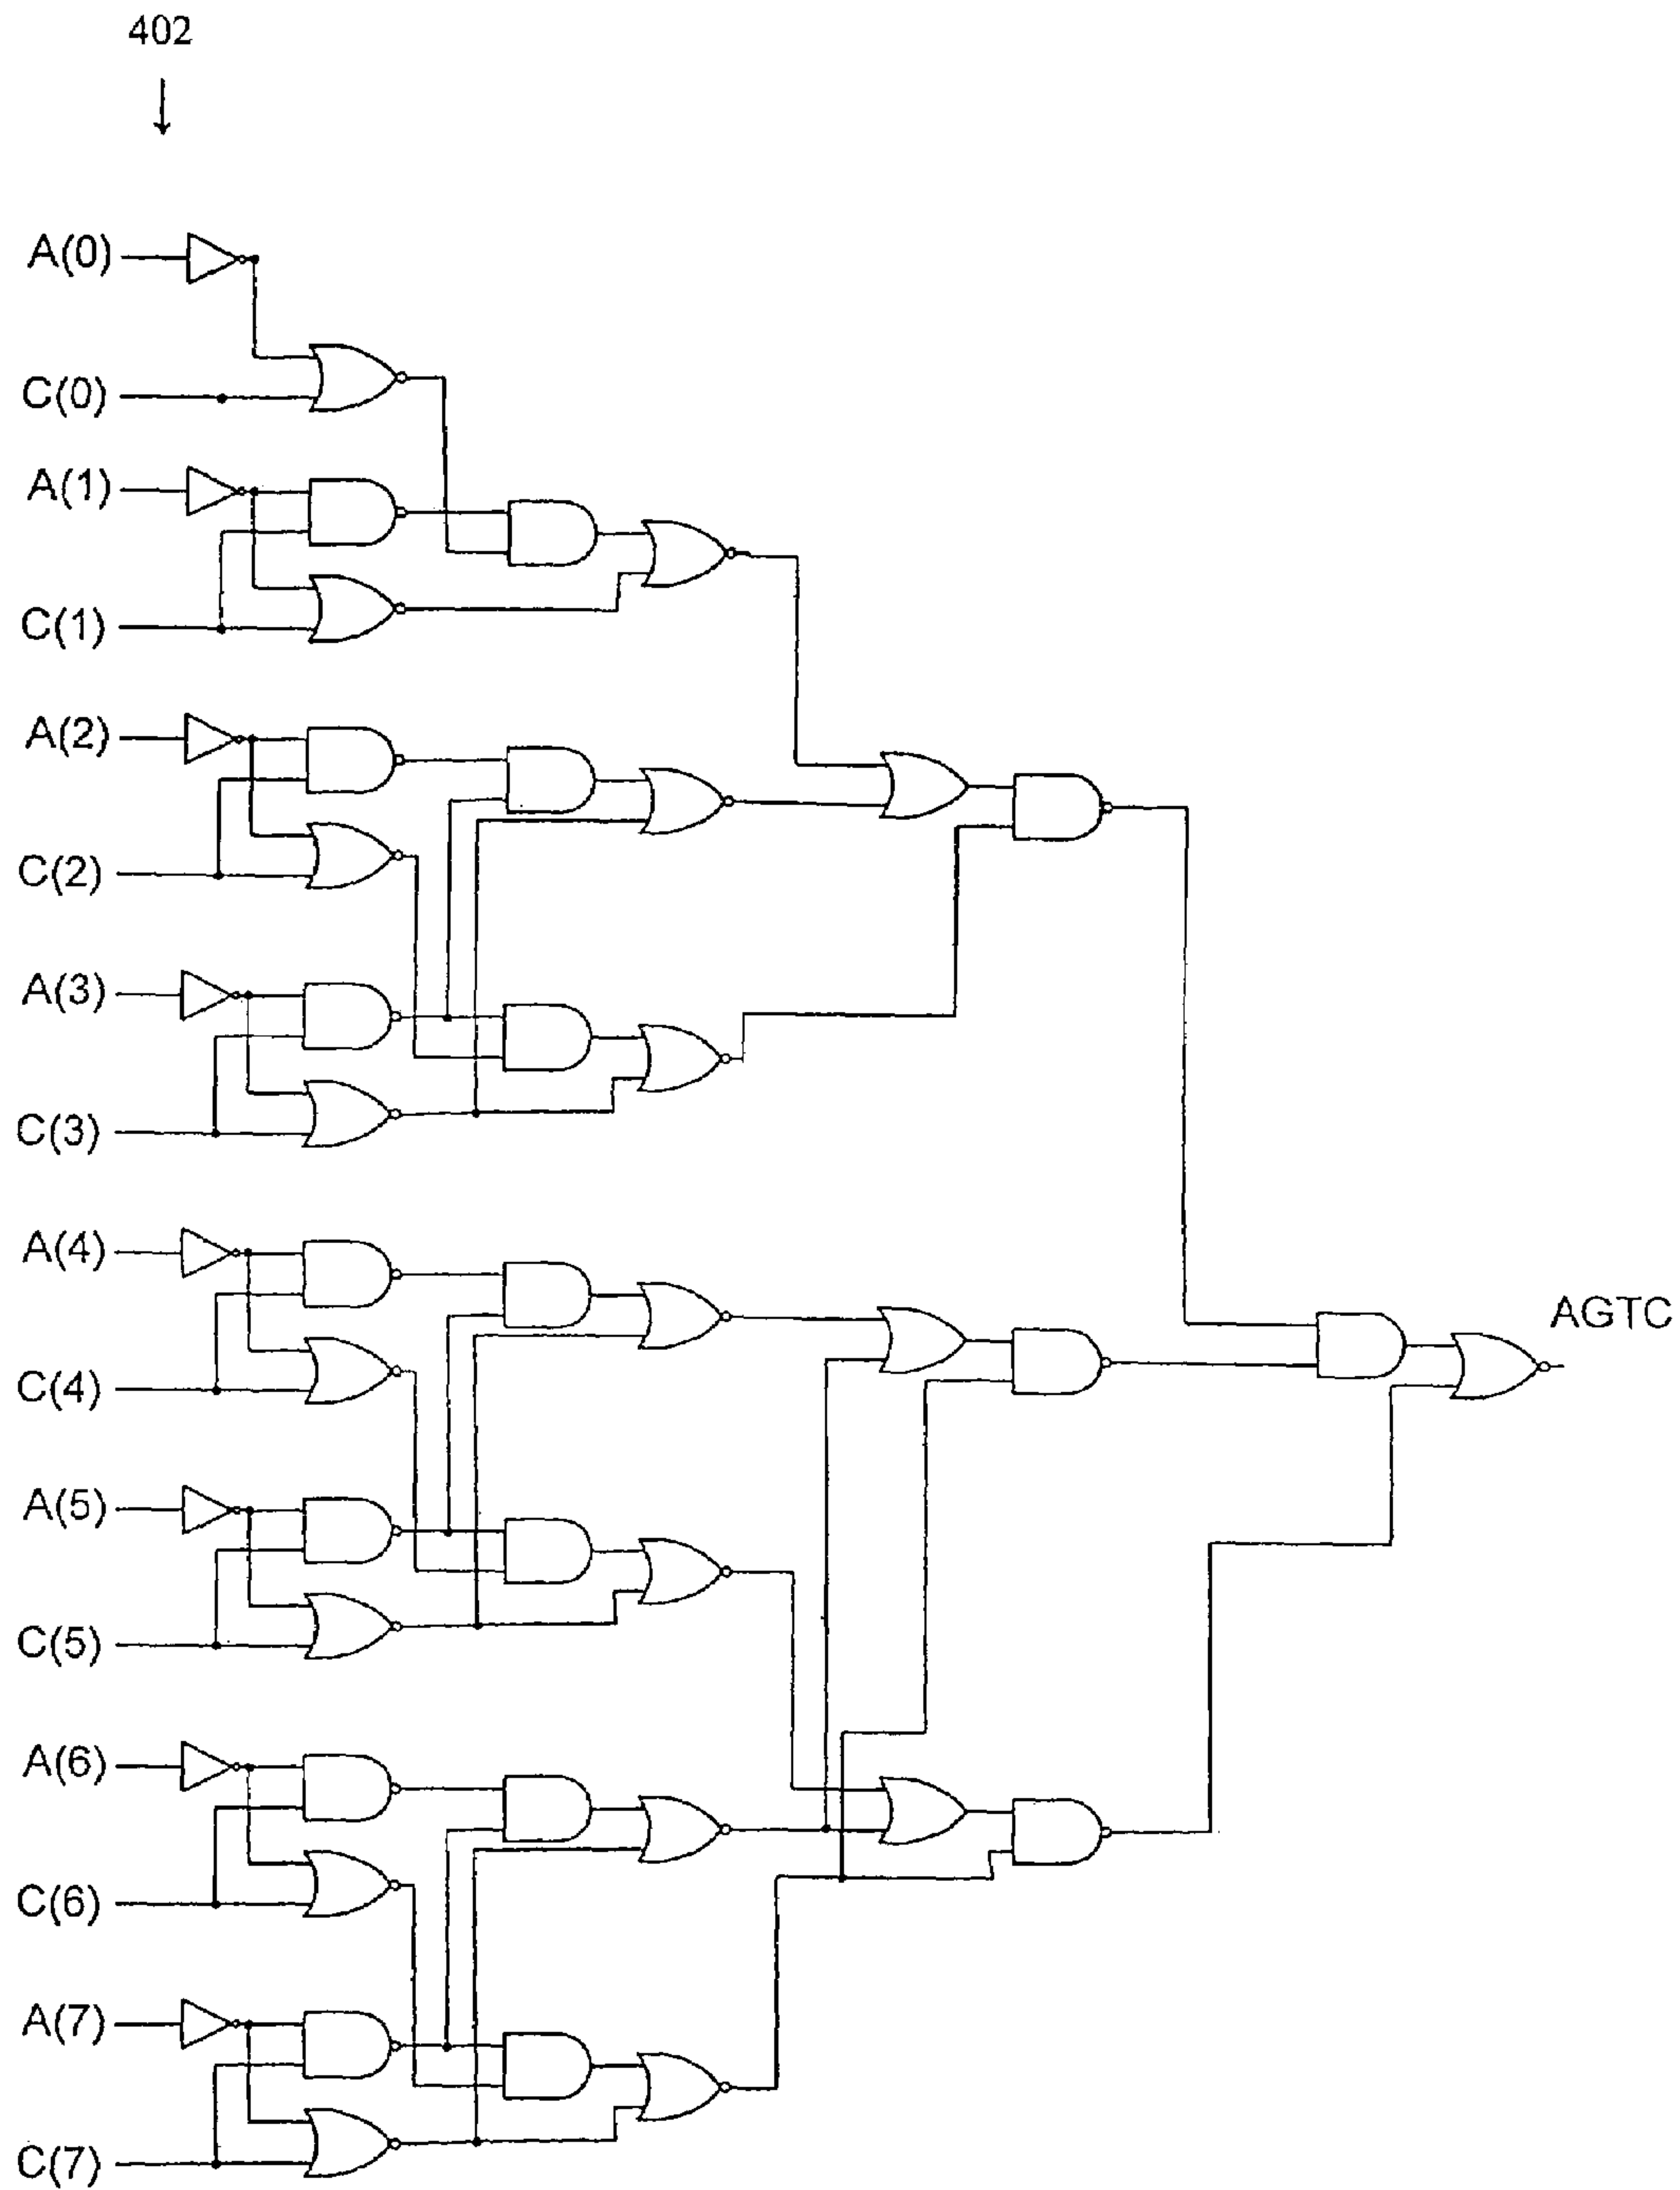 402
A(0)
C(0)
A(1)
C(1)
A(2)
C(2)
A(3)
C(3)
A(4)
AGTC
C(4)
A(5)
C(5)
A(6)
C(6)
A(7)
C(7)